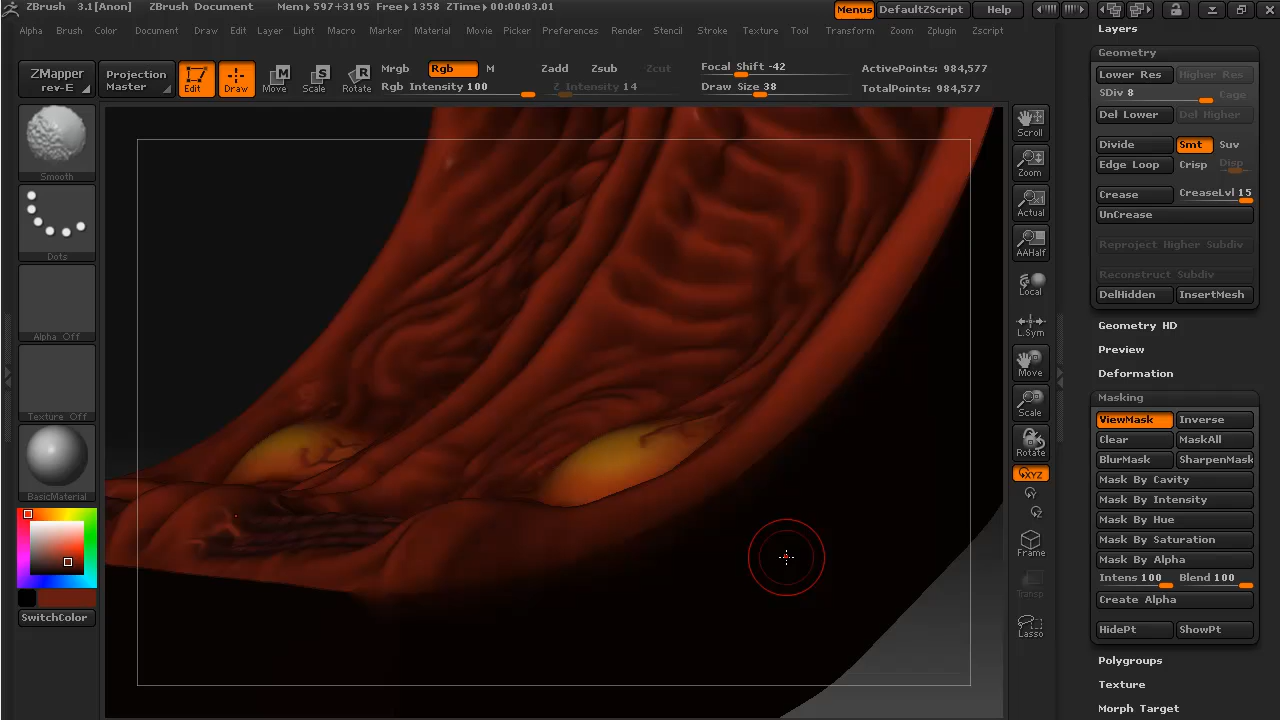 ZBrush 3.1[Anon] ZBrush Document Mem▸597+3195 Free▸1358 ZTime▸00:00:03.01 Menus DefaultZScript Help
Alpha Brush Color Document Draw Edit Layer Light Macro Marker Material Movie Picker Preferences Render Stencil Stroke Texture Tool Transform Zoom Zplugin Zscript
ZMapper
rev-E
Projection
Master
Edit
Draw
Move
Scale
Rotate
Mrgb Rgb M Zadd Zsub Zcut
Rgb Intensity 100 Z Intensity 14
Focal Shift -42
Draw Size 38
ActivePoints: 984,577
TotalPoints: 984,577
Smooth
Dots
Alpha Off
Texture Off
BasicMaterial
SwitchColor
Scroll
Zoom
Actual
AAHalf
Local
L.Sym
Move
Scale
Rotate
XYZ
Y
Z
Frame
Transp
Lasso
Layers
Geometry
Lower Res Higher Res
SDiv 8 Cage
Del Lower Del Higher
Divide Smt Suv
Edge Loop Crisp Disp
Crease CreaseLvl 15
UnCrease
Reproject Higher Subdiv
Reconstruct Subdiv
DelHidden InsertMesh
Geometry HD
Preview
Deformation
Masking
ViewMask Inverse
Clear MaskAll
BlurMask SharpenMask
Mask By Cavity
Mask By Intensity
Mask By Hue
Mask By Saturation
Mask By Alpha
Intens 100 Blend 100
Create Alpha
HidePt ShowPt
Polygroups
Texture
Morph Target